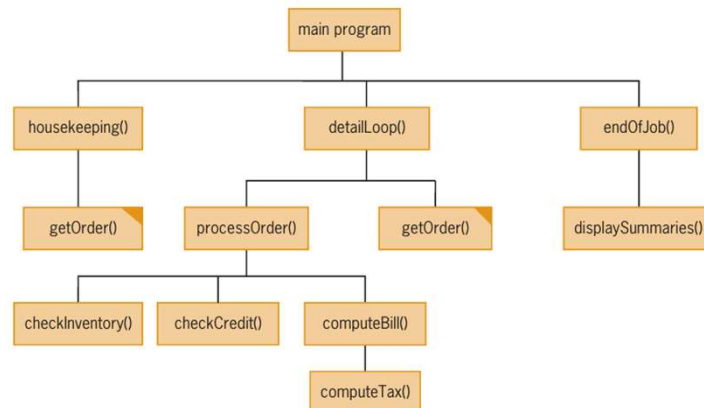 main program
housekeeping()
detailLoop()
endOfJob()
getOrder()
processOrder()
getOrder()
displaySummaries()
checkInventory()
checkCredit()
computeBill()
computeTax()